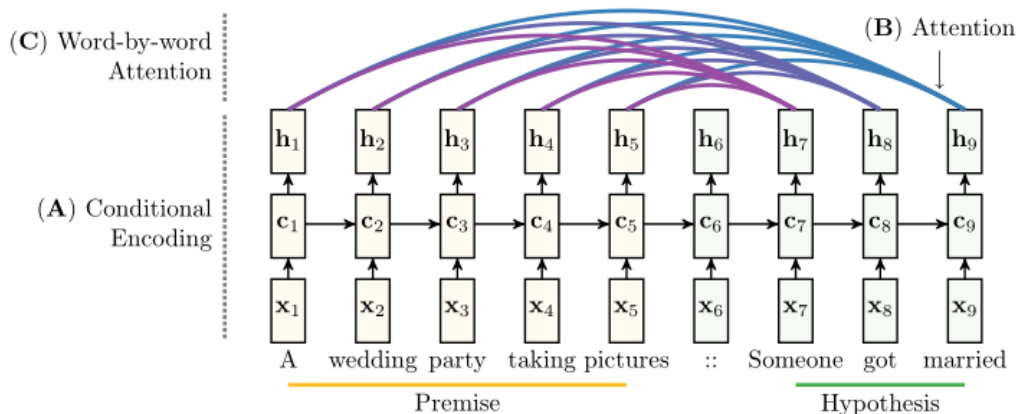 (C) Word-by-word
Attention
(B) Attention
h1 h2 h3 h4 h5 h6 h7 h8 h9
(A) Conditional
Encoding
c1 c2 c3 c4 c5 c6 c7 c8 c9
x1 x2 x3 x4 x5 x6 x7 x8 x9
A wedding party taking pictures :: Someone got married
Premise
Hypothesis